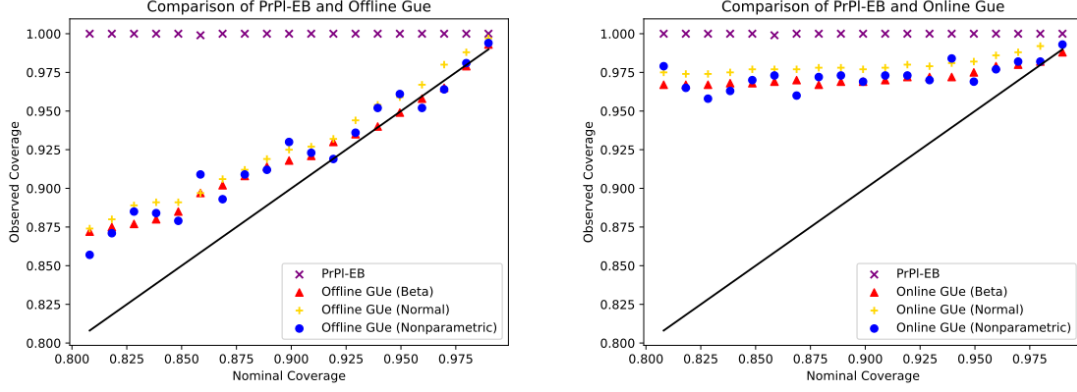 Comparison of PrPl-EB and Offline Gue
1.000
0.975
0.950
0.925
0.900
0.875
0.850
0.825
0.800
Observed Coverage
PrPl-EB
Offline GUe (Beta)
Offline GUe (Normal)
Offline GUe (Nonparametric)
0.800 0.825 0.850 0.875 0.900 0.925 0.950 0.975
Nominal Coverage
Comparison of PrPl-EB and Online Gue
1.000
0.975
0.950
0.925
0.900
0.875
0.850
0.825
0.800
Observed Coverage
PrPl-EB
Online GUe (Beta)
Online GUe (Normal)
Online GUe (Nonparametric)
0.800 0.825 0.850 0.875 0.900 0.925 0.950 0.975
Nominal Coverage